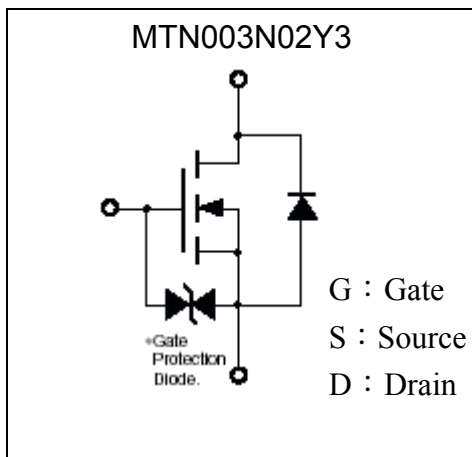 MTN003N02Y3
*Gate
Protection
Diode.
G：Gate
S：Source
D：Drain